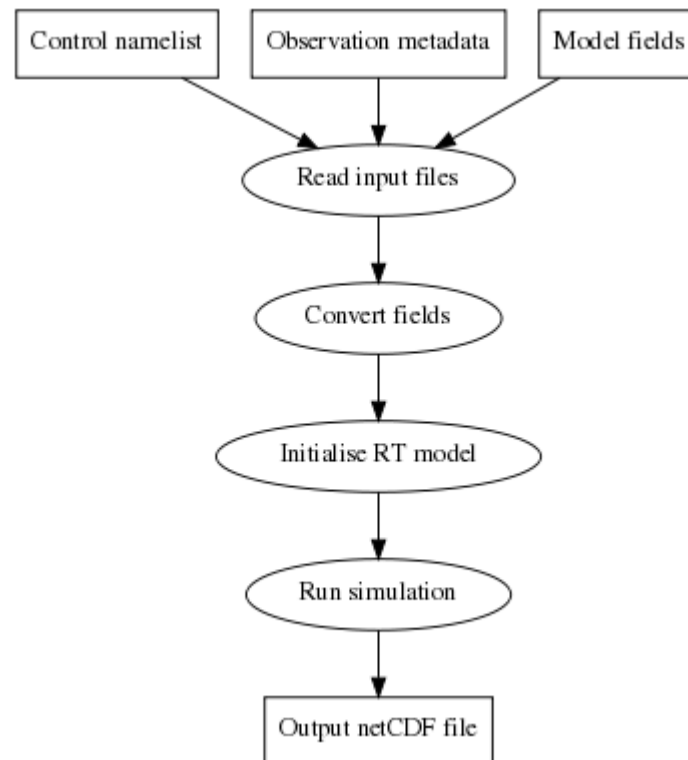 Control namelist
Observation metadata
Model fields
Read input files
Convert fields
Initialise RT model
Run simulation
Output netCDF file